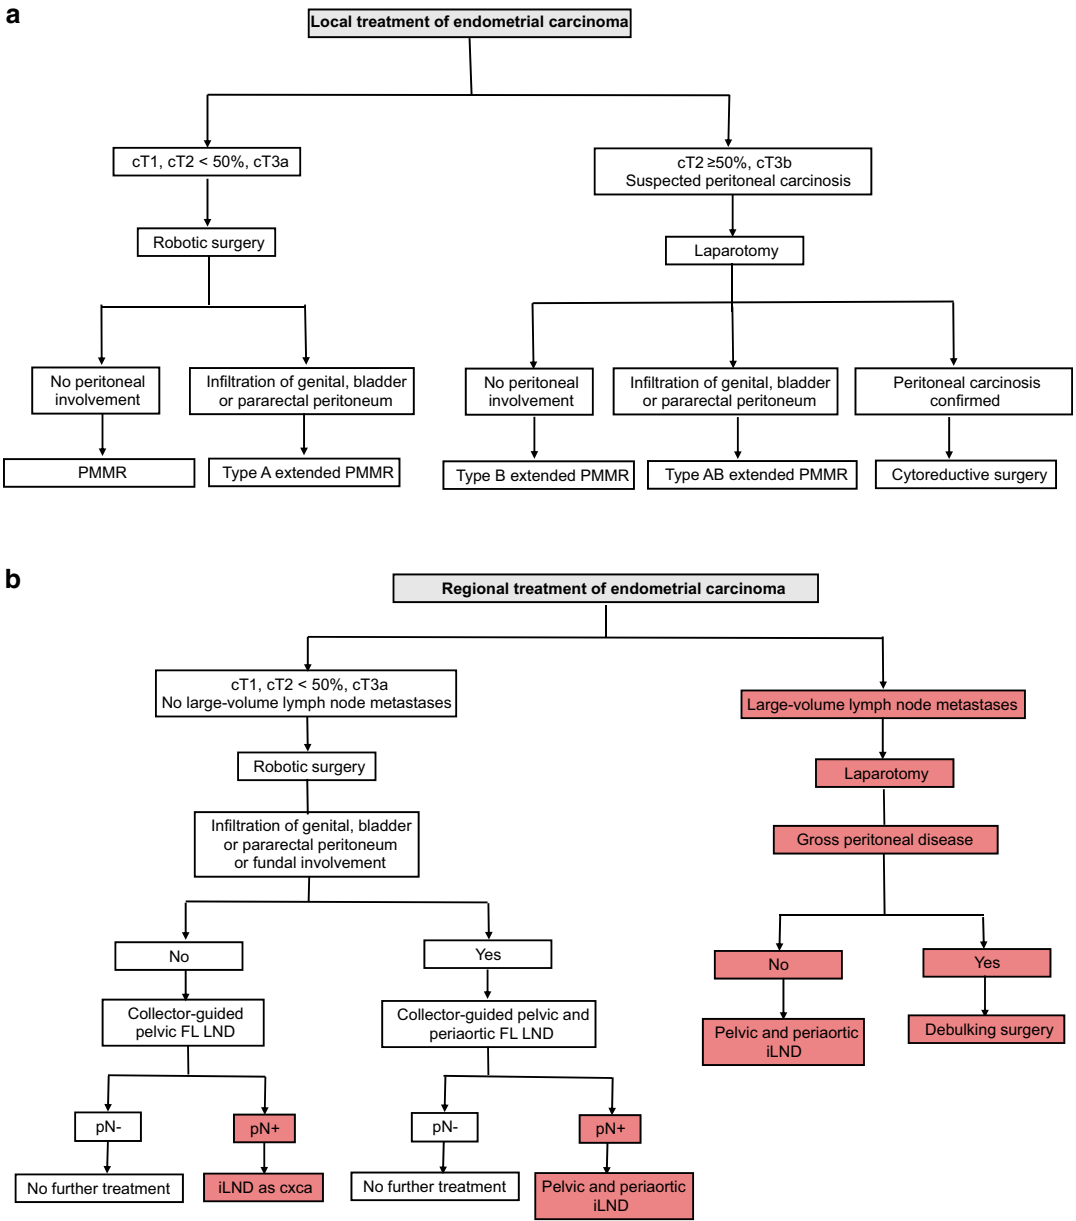 a
Local treatment of endometrial carcinoma
cT1, cT2 < 50%, cT3a
cT2 ≥50%, cT3b
Suspected peritoneal carcinosis
Robotic surgery
Laparotomy
No peritoneal
involvement
Infiltration of genital, bladder
or pararectal peritoneum
No peritoneal
involvement
Infiltration of genital, bladder
or pararectal peritoneum
Peritoneal carcinosis
confirmed
PMMR
Type A extended PMMR
Type B extended PMMR
Type AB extended PMMR
Cytoreductive surgery
b
Regional treatment of endometrial carcinoma
cT1, cT2 < 50%, cT3a
No large-volume lymph node metastases
Large-volume lymph node metastases
Robotic surgery
Laparotomy
Infiltration of genital, bladder
or pararectal peritoneum
or fundal involvement
Gross peritoneal disease
No
Yes
No
Yes
Collector-guided
pelvic FL LND
Collector-guided pelvic and
periaortic FL LND
Pelvic and periaortic
iLND
Debulking surgery
pN-
pN+
pN-
pN+
No further treatment
iLND as cxca
No further treatment
Pelvic and periaortic
iLND